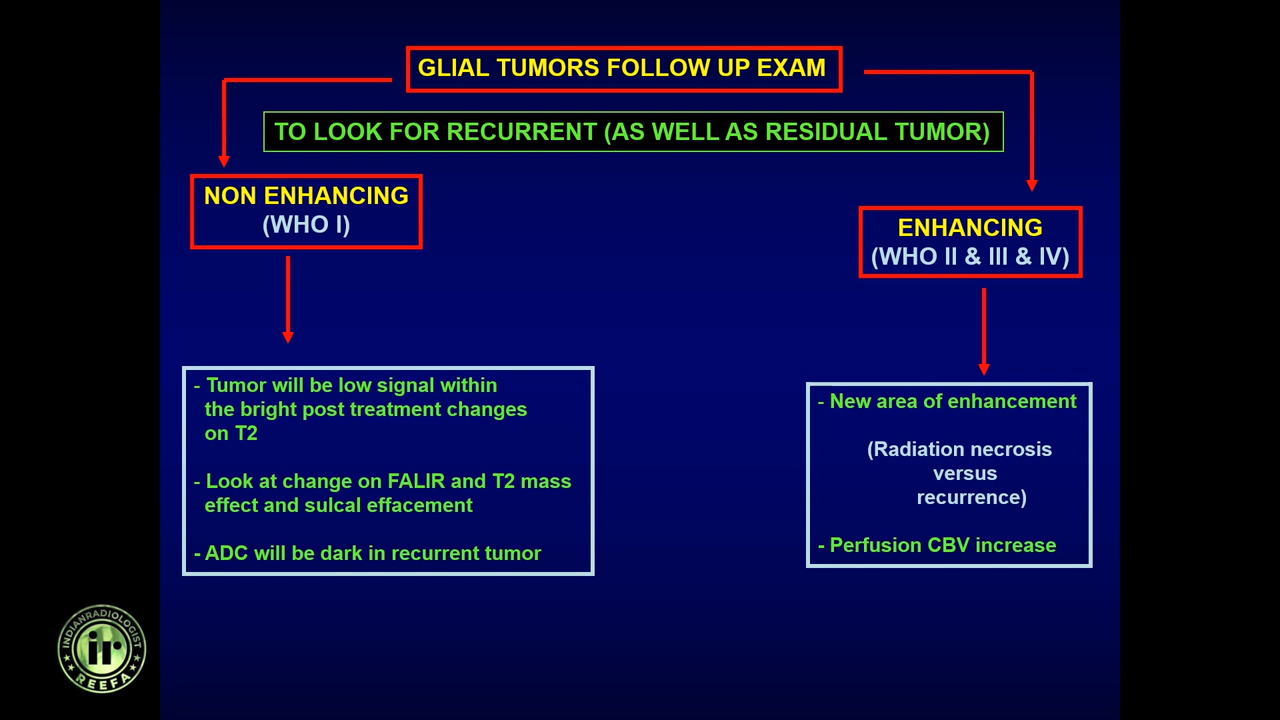 GLIAL TUMORS FOLLOW UP EXAM
TO LOOK FOR RECURRENT (AS WELL AS RESIDUAL TUMOR)
NON ENHANCING
(WHO I)
ENHANCING
(WHO II & III & IV)
- Tumor will be low signal within
the bright post treatment changes
on T2
- Look at change on FALIR and T2 mass
effect and sulcal effacement
- ADC will be dark in recurrent tumor
- New area of enhancement
(Radiation necrosis
versus
recurrence)
- Perfusion CBV increase
INDIANRADIOLOGIST
ir
REEFA